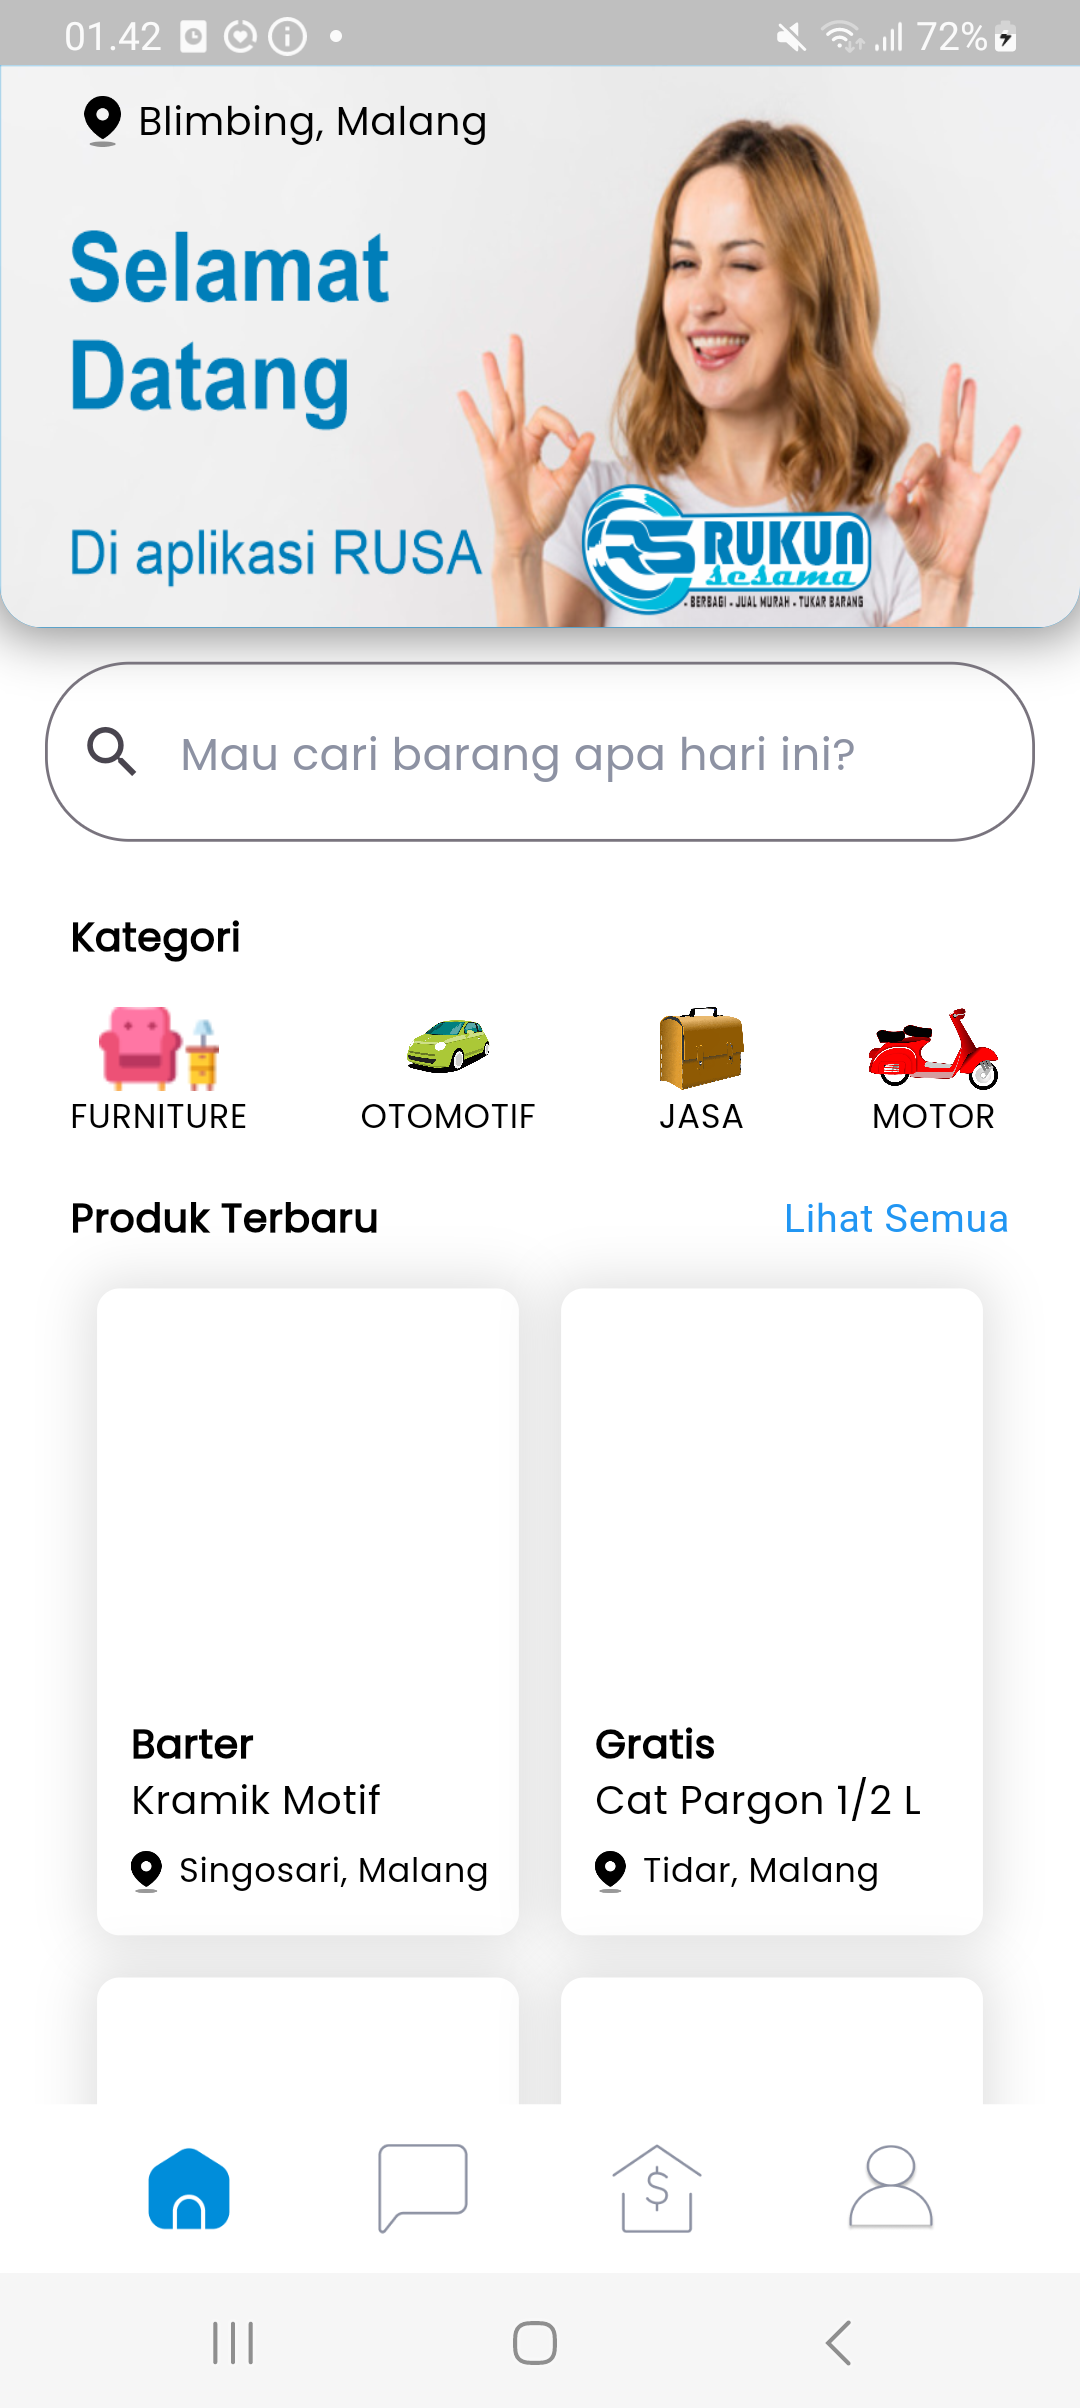 01.42
72%
Blimbing, Malang
Selamat
Datang
Di aplikasi RUSA
RS RUKUN
sesama
- BERBAGI - JUAL MURAH - TUKAR BARANG
Mau cari barang apa hari ini?
Kategori
FURNITURE OTOMOTIF JASA MOTOR
Produk Terbaru Lihat Semua
Barter
Kramik Motif
Singosari, Malang
Gratis
Cat Pargon 1/2 L
Tidar, Malang